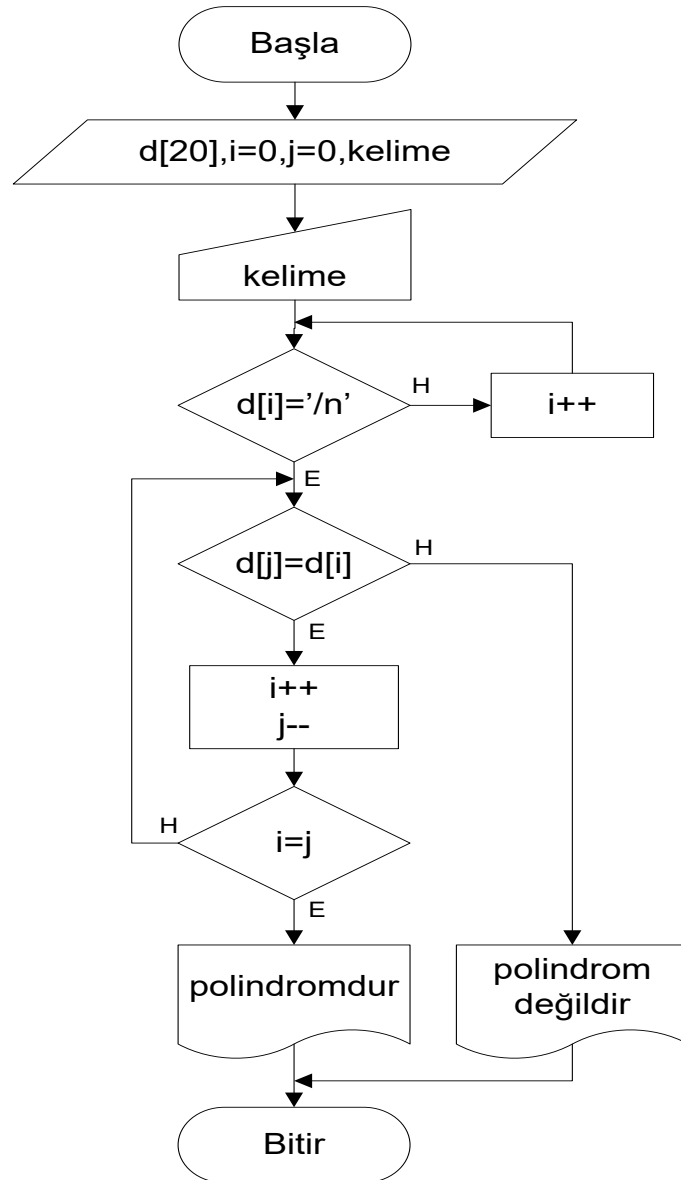 Başla
d[20],i=0,j=0,kelime
kelime
d[i]='/n’
H
i++
E
d[j]=d[i]
H
E
i++
j--
H
i=j
E
polindromdur
polindrom
değildir
Bitir